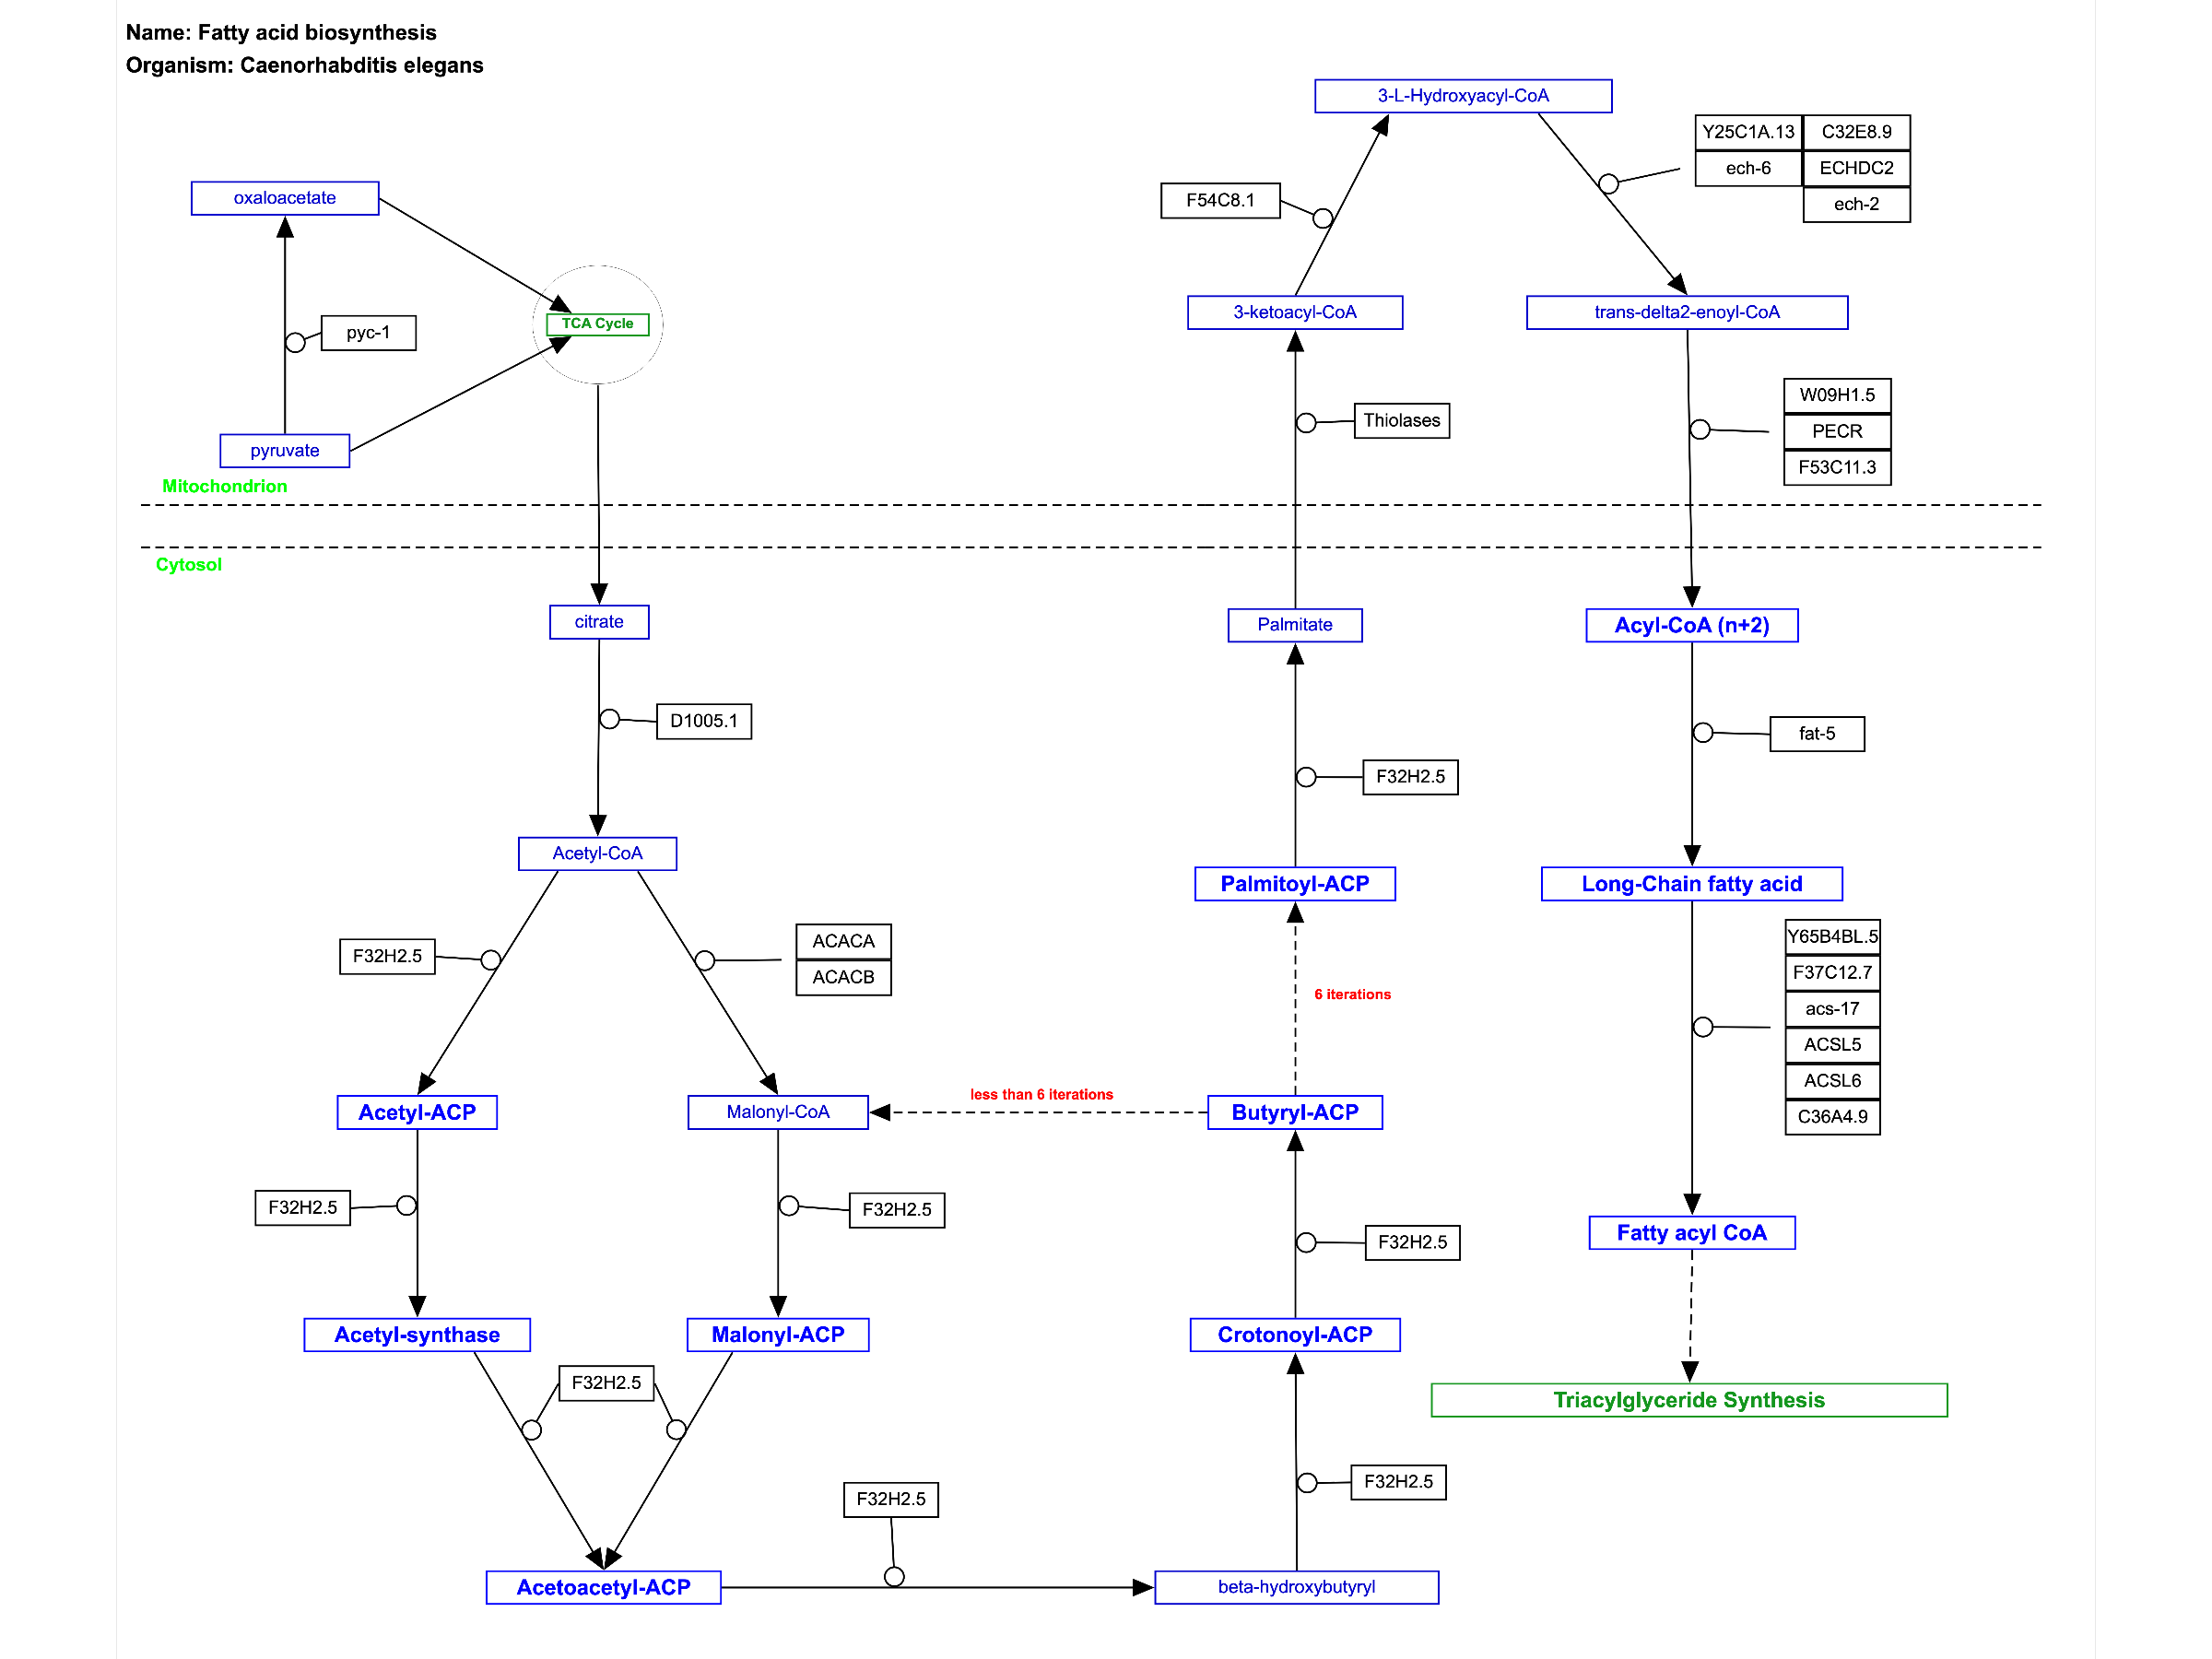 Name: Fatty acid biosynthesis
Organism: Caenorhabditis elegans
3-L-Hydroxyacyl-CoA
Y25C1A.13
C32E8.9
ech-6
ECHDC2
ech-2
F54C8.1
oxaloacetate
TCA Cycle
pyc-1
pyruvate
3-ketoacyl-CoA
trans-delta2-enoyl-CoA
Thiolases
W09H1.5
PECR
F53C11.3
Mitochondrion
Cytosol
citrate
Palmitate
Acyl-CoA (n+2)
D1005.1
fat-5
F32H2.5
Acetyl-CoA
Palmitoyl-ACP
Long-Chain fatty acid
F32H2.5
ACACA
ACACB
6 iterations
Y65B4BL.5
F37C12.7
acs-17
ACSL5
ACSL6
C36A4.9
less than 6 iterations
Acetyl-ACP
Malonyl-CoA
Butyryl-ACP
F32H2.5
F32H2.5
F32H2.5
Fatty acyl CoA
Acetyl-synthase
Malonyl-ACP
Crotonoyl-ACP
F32H2.5
Triacylglyceride Synthesis
F32H2.5
F32H2.5
Acetoacetyl-ACP
beta-hydroxybutyryl